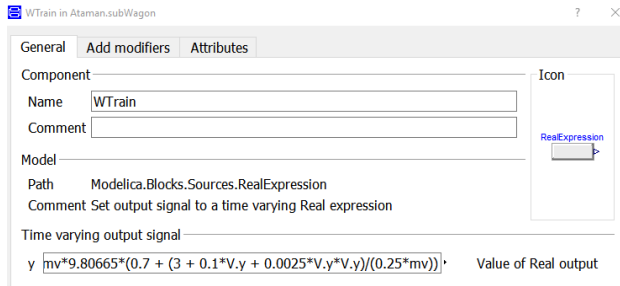 WTrain in Ataman.subWagon ? ×
General Add modifiers Attributes
Component
Name WTrain
Comment
Icon
RealExpression
Model
Path Modelica.Blocks.Sources.RealExpression
Comment Set output signal to a time varying Real expression
Time varying output signal
y mv*9.80665*(0.7 + (3 + 0.1*V.y + 0.0025*V.y*V.y)/(0.25*mv)) Value of Real output